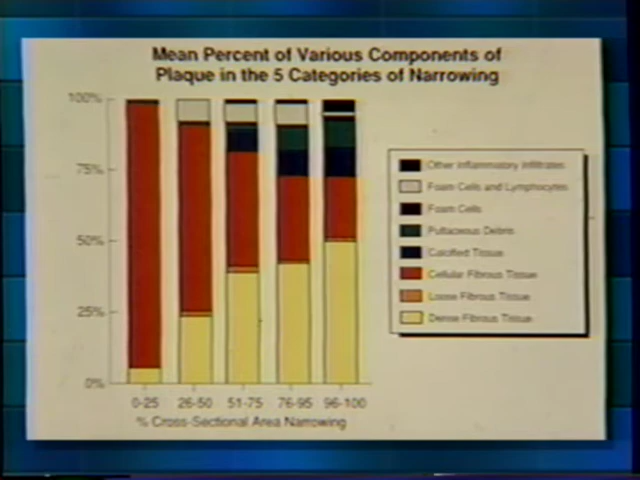 Mean Percent of Various Components of
Plaque in the 5 Categories of Narrowing
100%
75%
50%
25%
0%
0-25 26-50 51-75 76-95 96-100
% Cross-Sectional Area Narrowing
Other Inflammatory Infiltrates
Foam Cells and Lymphocytes
Foam Cells
Pultaceous Debris
Calcified Tissue
Cellular Fibrous Tissue
Loose Fibrous Tissue
Dense Fibrous Tissue